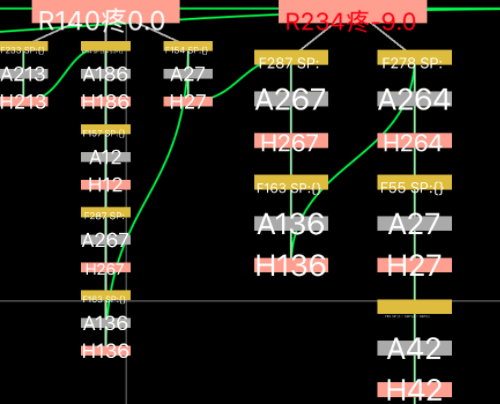 R140疼0.0
R234疼-9.0
F233 SP:()
A213
H213
A186
H186
F157 SP:()
A12
H12
F287 SP:
A267
H267
F163 SP:()
A136
H136
F154 SP:()
A27
H27
F287 SP:
A267
H267
F163 SP:()
A136
H136
F278 SP:
A264
H264
F55 SP:()
A27
H27
A42
H42